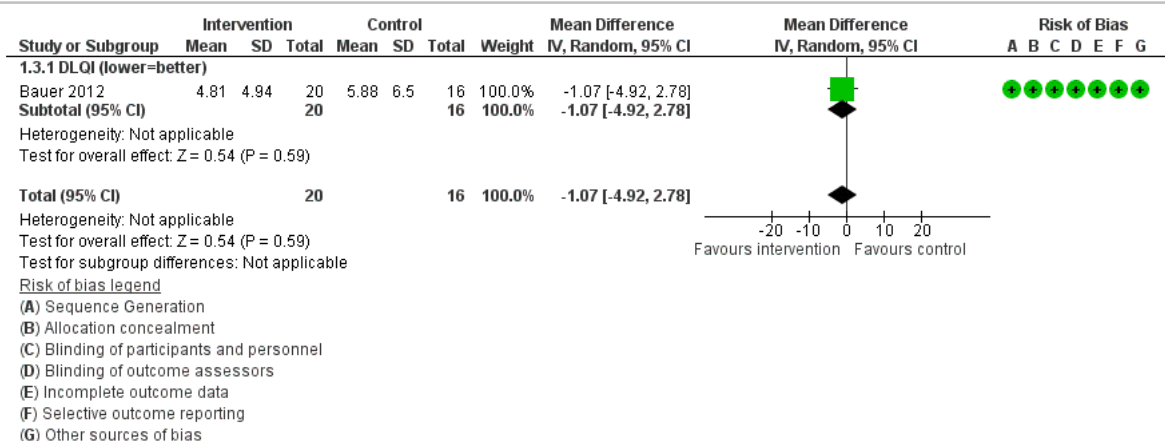 Intervention Control Mean Difference Mean Difference Risk of Bias
Study or Subgroup Mean SD Total Mean SD Total Weight IV, Random, 95% CI IV, Random, 95% CI A B C D E F G
1.3.1 DLQI (lower=better)
Bauer 2012 4.81 4.94 20 5.88 6.5 16 100.0% -1.07 [-4.92, 2.78] + + + + + + +
Subtotal (95% CI) 20 16 100.0% -1.07 [-4.92, 2.78]
Heterogeneity: Not applicable
Test for overall effect: Z = 0.54 (P = 0.59)
Total (95% CI) 20 16 100.0% -1.07 [-4.92, 2.78]
Heterogeneity: Not applicable
Test for overall effect: Z = 0.54 (P = 0.59)
Test for subgroup differences: Not applicable
-20 -10 0 10 20
Favours intervention Favours control
Risk of bias legend
(A) Sequence Generation
(B) Allocation concealment
(C) Blinding of participants and personnel
(D) Blinding of outcome assessors
(E) Incomplete outcome data
(F) Selective outcome reporting
(G) Other sources of bias